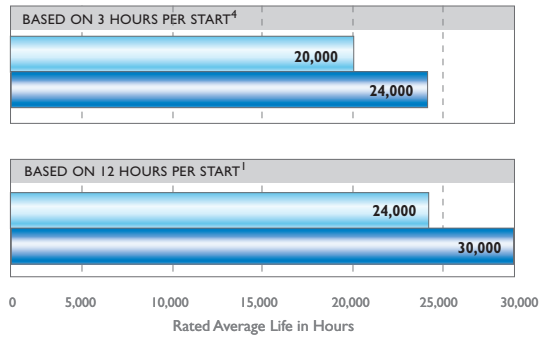 BASED ON 3 HOURS PER START⁴
20,000
24,000
BASED ON 12 HOURS PER START¹
24,000
30,000
0 5,000 10,000 15,000 20,000 25,000 30,000
Rated Average Life in Hours